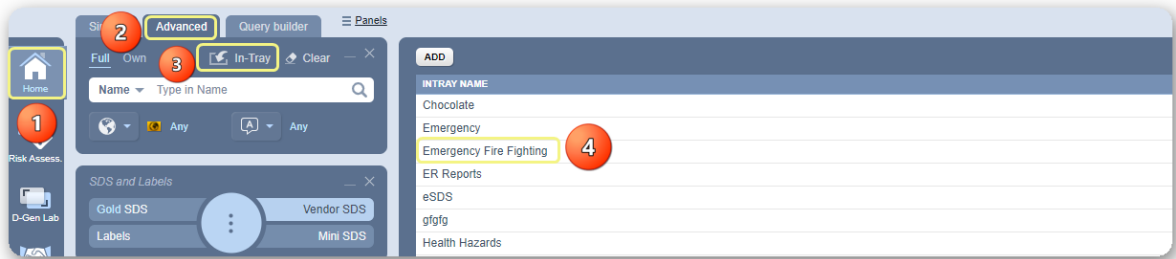 Advanced
Query builder
Panels
2
Full Own
3
In-Tray
Clear
Home
Name
Type in Name
Any
A
Any
1
Risk Assess.
SDS and Labels
Gold SDS
Vendor SDS
Labels
Mini SDS
D-Gen Lab
ADD
INTRAY NAME
Chocolate
Emergency
Emergency Fire Fighting
4
ER Reports
eSDS
gfgfg
Health Hazards